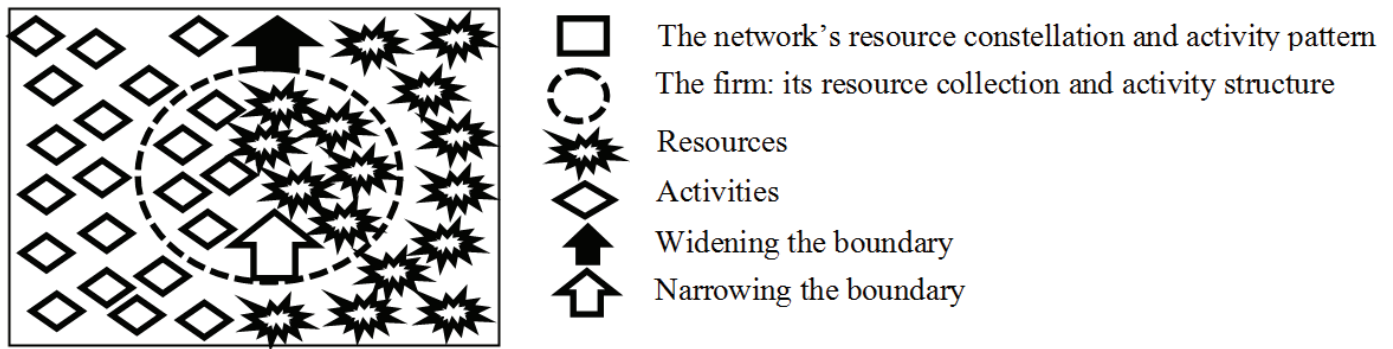 The network’s resource constellation and activity pattern
The firm: its resource collection and activity structure
Resources
Activities
Widening the boundary
Narrowing the boundary